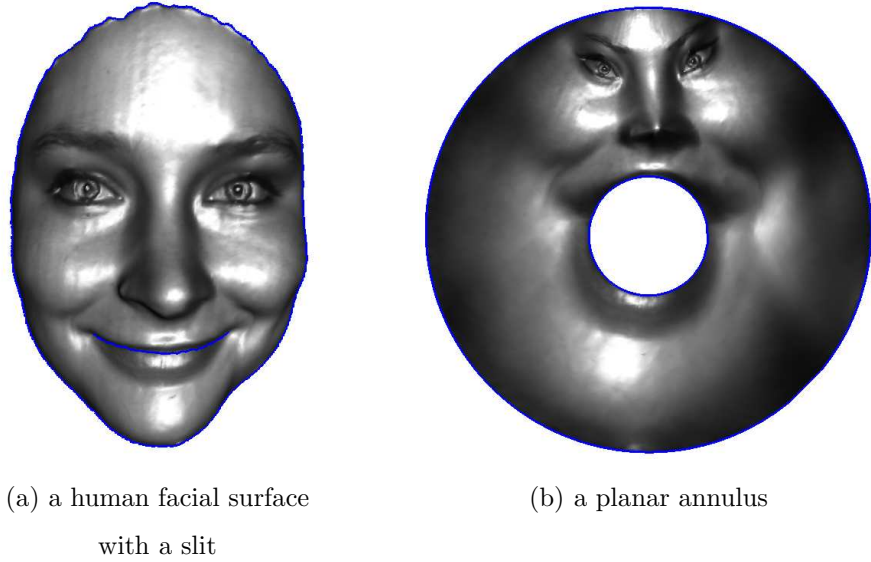 (a) a human facial surface
with a slit
(b) a planar annulus